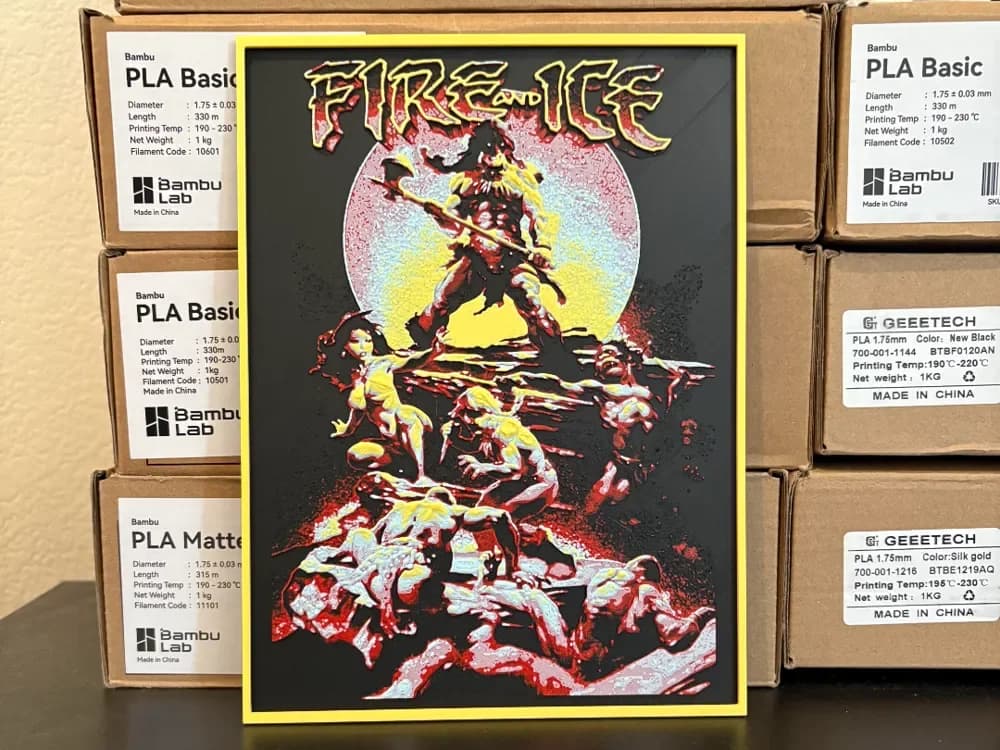 FIRE AND ICE
Bambu
PLA Basic
Diameter : 1.75 ± 0.03
Length : 330 m
Printing Temp : 190 - 230 °
Net Weight : 1 kg
Filament Code : 10601
Bambu
Lab
Made in China
Bambu
PLA Basic
Diameter : 1.75 ± 0.0
Length : 330m
Printing Temp : 190-230°
Net Weight : 1kg
Filament Code : 10501
Made in China
Bambu
Lab
Bambu
PLA Matte
Diameter : 1.75 ± 0.03 m
Length : 315 m
Printing Temp : 190 – 230 °C
Net Weight : 1 kg
Filament Code : 11101
Bambu
Lab
Made in China
Bambu
PLA Basic
Diameter : 1.75 ± 0.03 mm
Length : 330 m
Printing Temp : 190 - 230 °C
Net Weight : 1 kg
Filament Code : 10502
Bambu
Lab
Made in China
SKU
GEEETECH
PLA 1.75mm Color: New Black
700-001-1144 BTBF0120AN
Printing Temp:190℃-220℃
Net weight : 1KG
MADE IN CHINA
GEEETECH
PLA 1.75mm Color:Silk gold
700-001-1216 BTBE1219AQ
Printing Temp:195℃-230℃
Net weight : 1KG
MADE IN CHINA